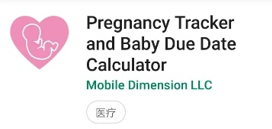 Pregnancy Tracker
and Baby Due Date
Calculator
Mobile Dimension LLC
医疗